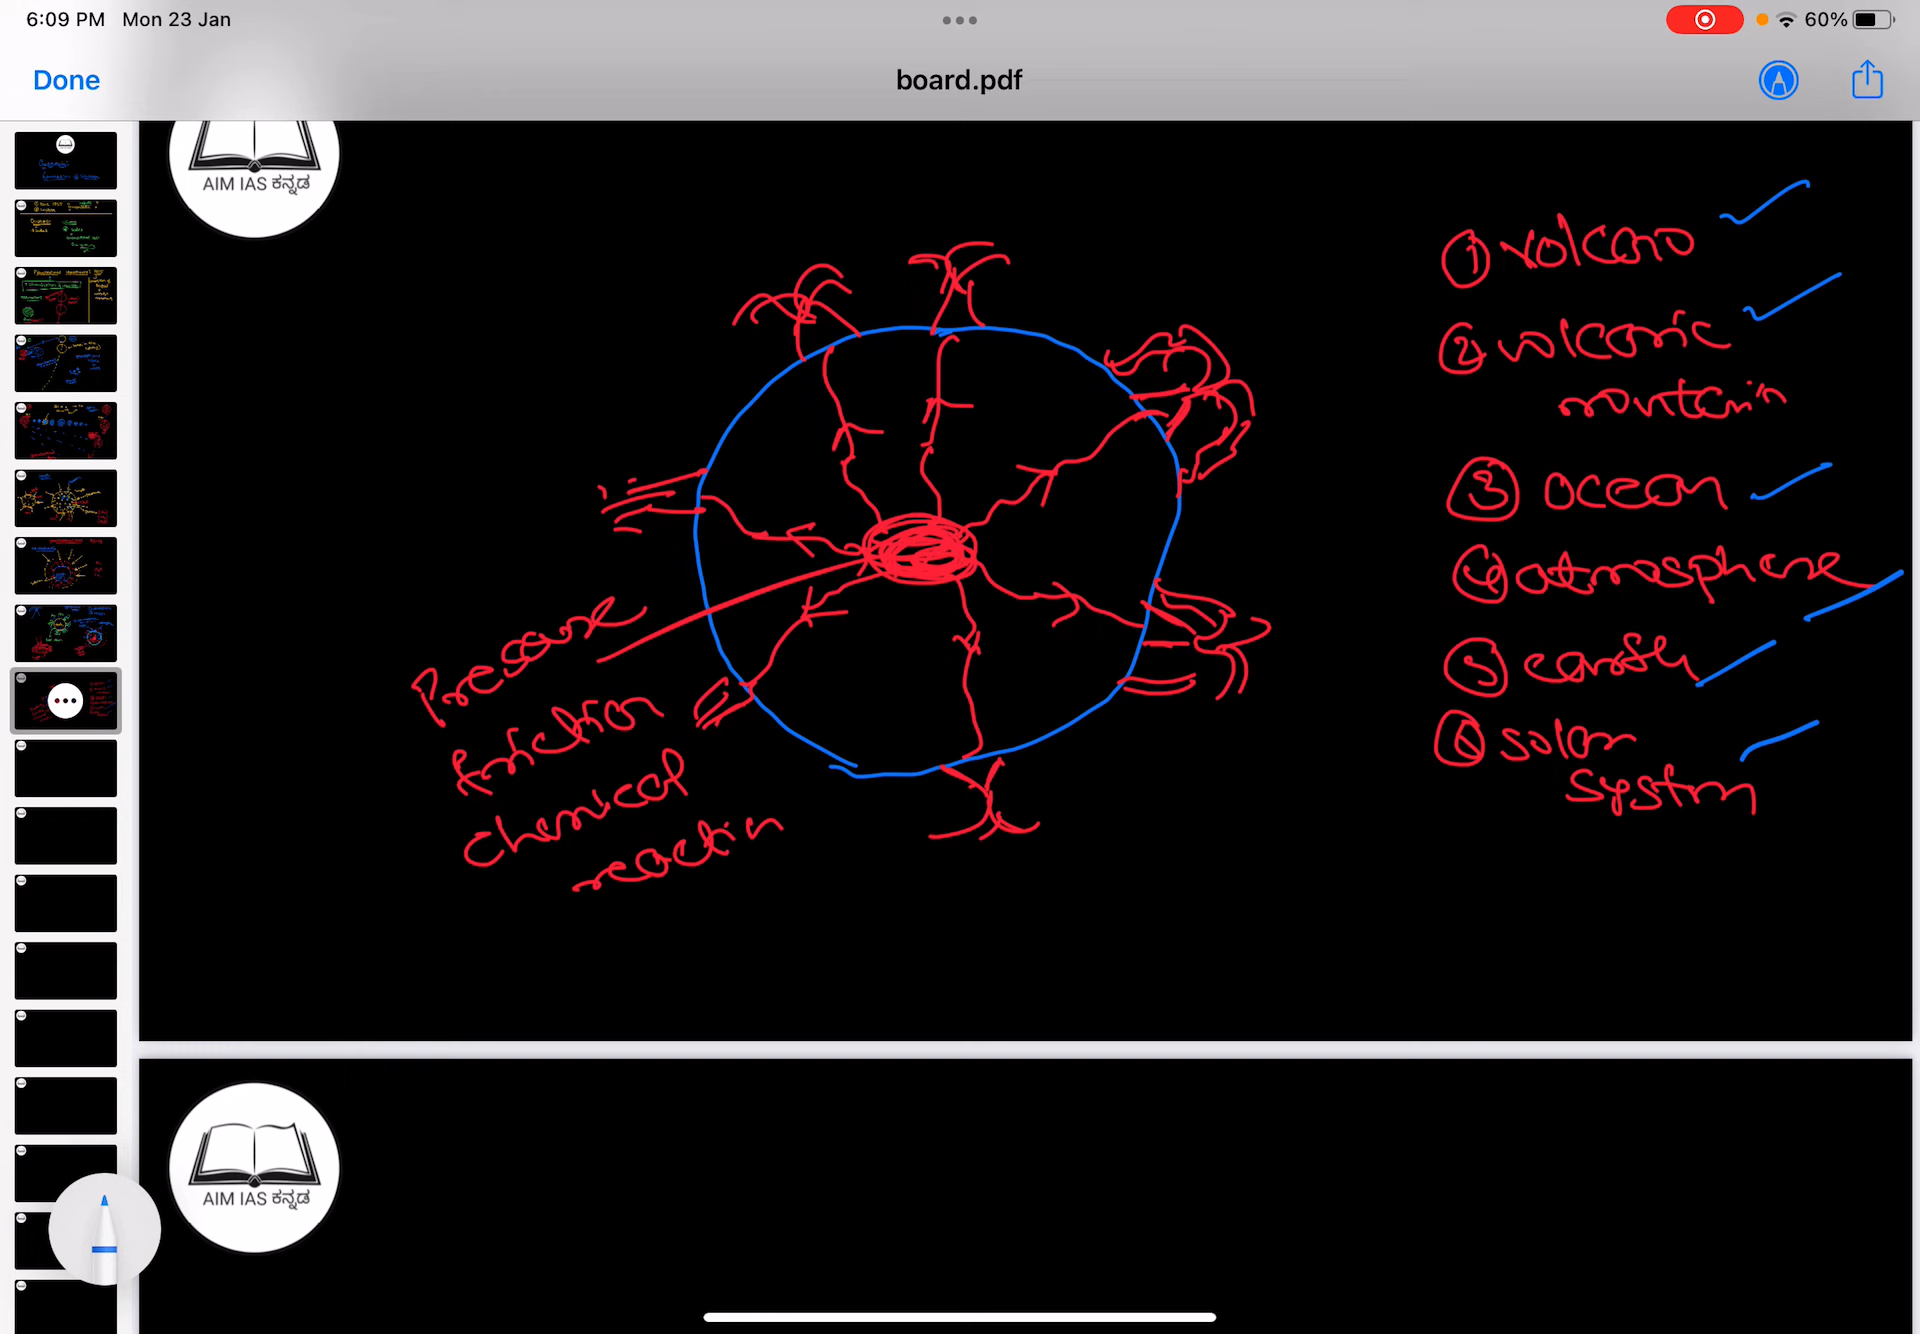 6:09 PM Mon 23 Jan
60%
Done
board.pdf
AIM IAS ಕನ್ನಡ
① volcano
② volcanic
mountain
③ ocean
④ atmosphere
⑤ earth
⑥ solar
system
Pressure
friction
chemical
reactin
AIM IAS ಕನ್ನಡ